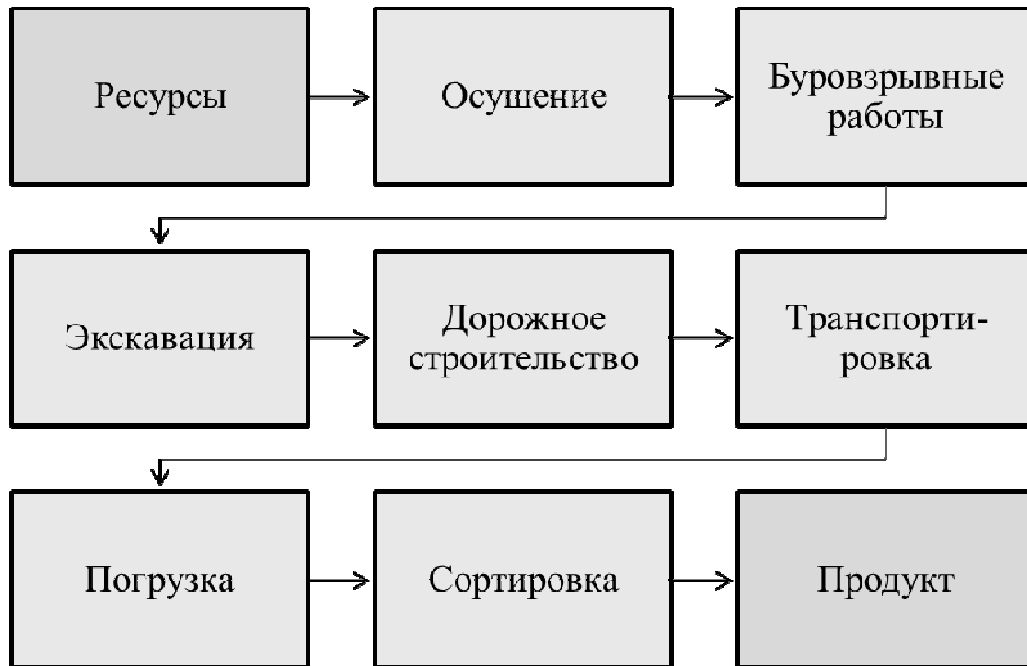 Ресурсы
Осушение
Буровзрывные
работы
Экскавация
Дорожное
строительство
Транспорти-
ровка
Погрузка
Сортировка
Продукт